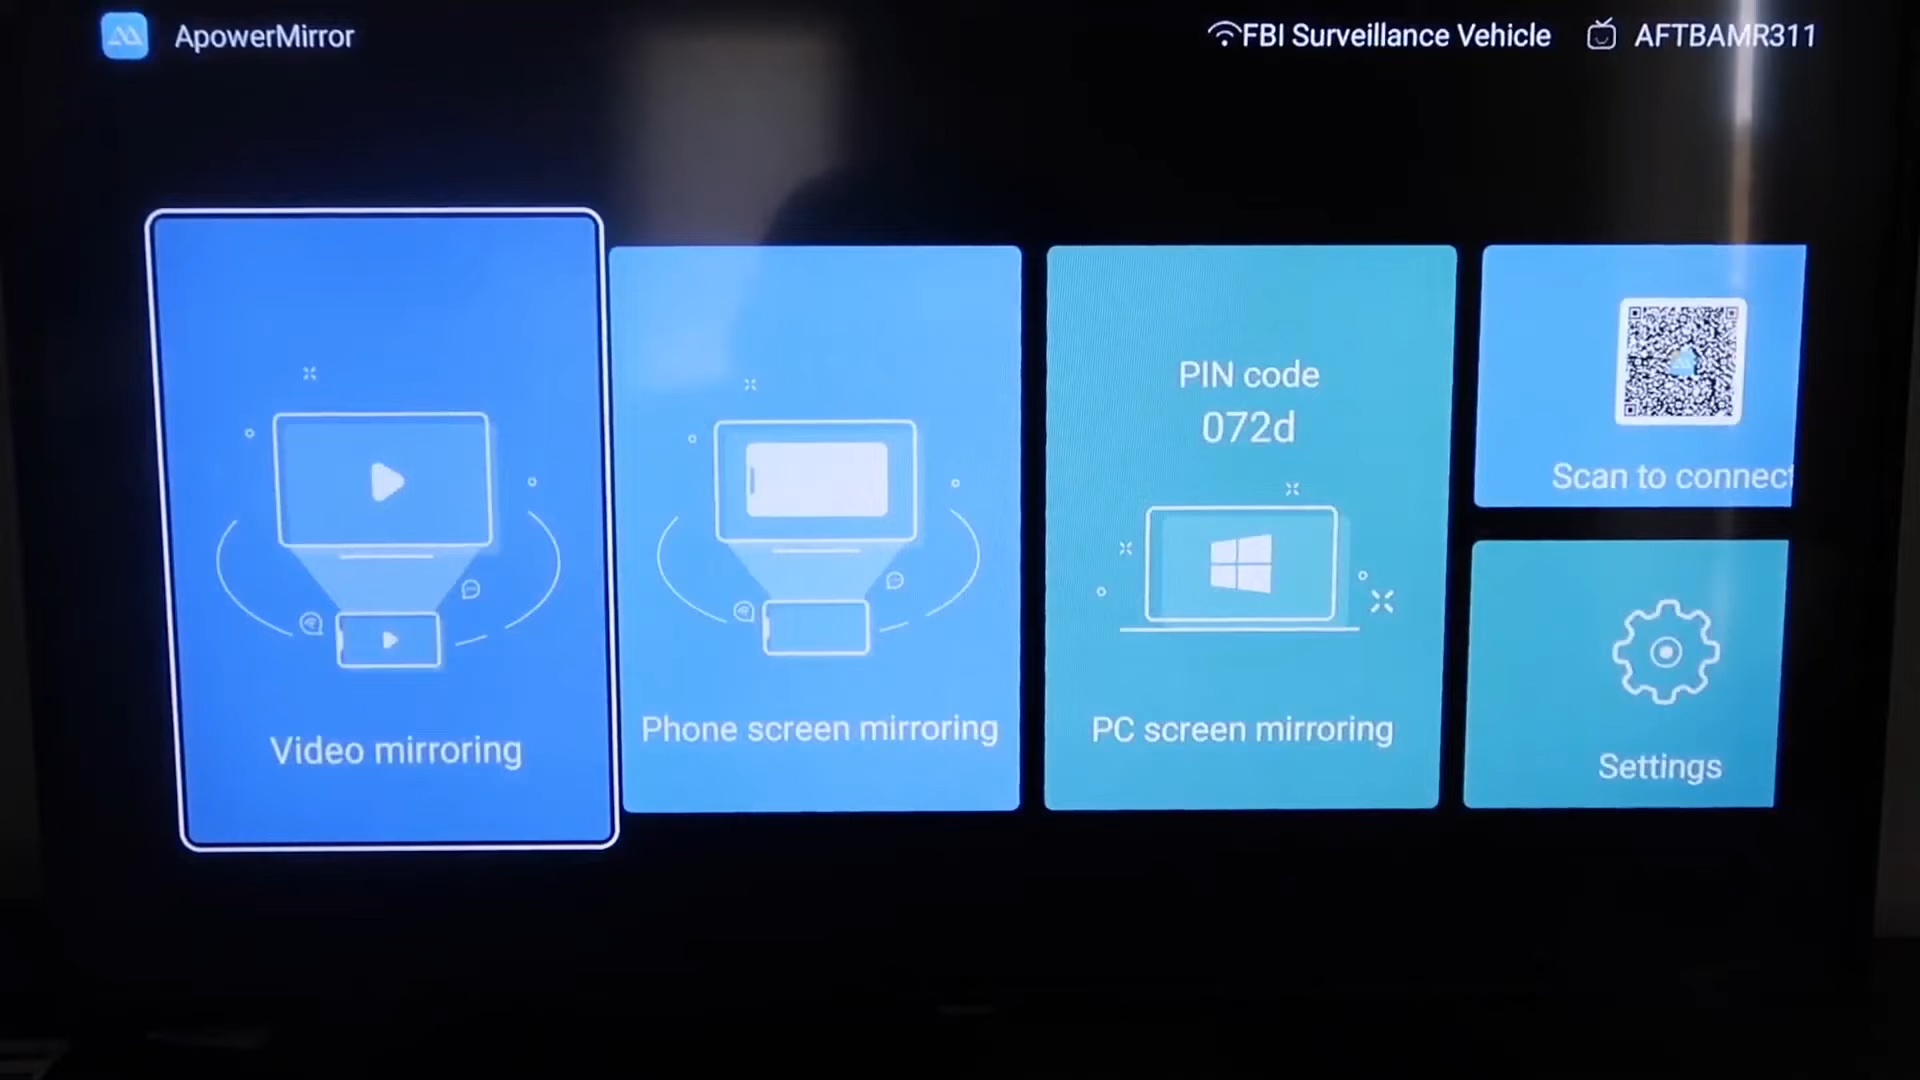 ApowerMirror
FBI Surveillance Vehicle
AFTBAMR311
Video mirroring
Phone screen mirroring
PIN code
072d
PC screen mirroring
Scan to connect
Settings